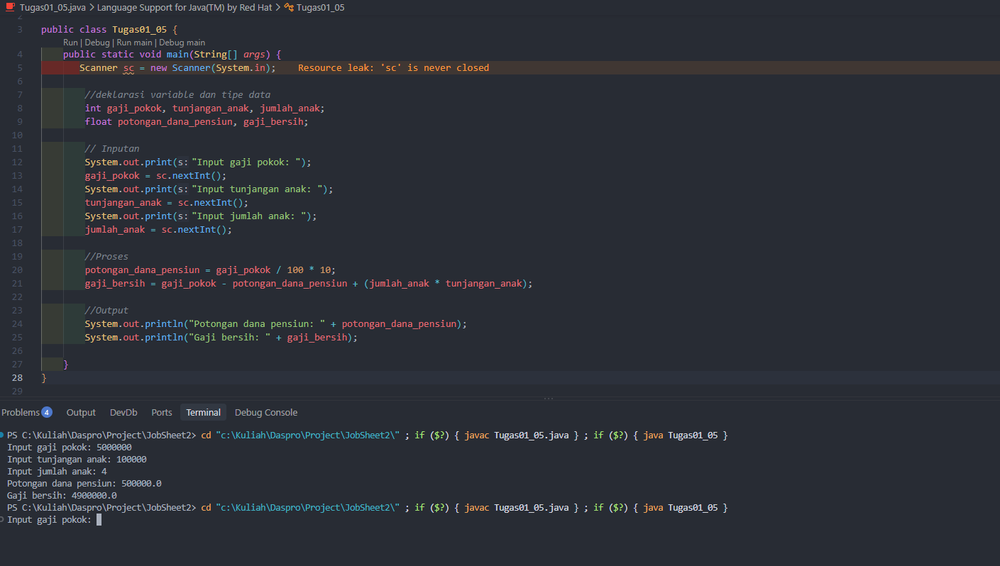 Tugas01_05.java > Language Support for Java(TM) by Red Hat > Tugas01_05
2
3 public class Tugas01_05 {
Run | Debug | Run main | Debug main
4 public static void main(String[] args) {
5 Scanner sc = new Scanner(System.in); Resource leak: 'sc' is never closed
6
7 //deklarasi variable dan tipe data
8 int gaji_pokok, tunjangan_anak, jumlah_anak;
9 float potongan_dana_pensiun, gaji_bersih;
10
11 // Inputan
12 System.out.print(s: "Input gaji pokok: ");
13 gaji_pokok = sc.nextInt();
14 System.out.print(s: "Input tunjangan anak: ");
15 tunjangan_anak = sc.nextInt();
16 System.out.print(s: "Input jumlah anak: ");
17 jumlah_anak = sc.nextInt();
18
19 //Proses
20 potongan_dana_pensiun = gaji_pokok / 100 * 10;
21 gaji_bersih = gaji_pokok - potongan_dana_pensiun + (jumlah_anak * tunjangan_anak);
22
23 //Output
24 System.out.println("Potongan dana pensiun: " + potongan_dana_pensiun);
25 System.out.println("Gaji bersih: " + gaji_bersih);
26
27 }
28 }
29
Problems 4 Output DevDb Ports Terminal Debug Console
PS C:\Kuliah\Daspro\Project\JobSheet2> cd "c:\Kuliah\Daspro\Project\JobSheet2\" ; if ($?) { javac Tugas01_05.java } ; if ($?) { java Tugas01_05 }
Input gaji pokok: 5000000
Input tunjangan anak: 100000
Input jumlah anak: 4
Potongan dana pensiun: 500000.0
Gaji bersih: 4900000.0
PS C:\Kuliah\Daspro\Project\JobSheet2> cd "c:\Kuliah\Daspro\Project\JobSheet2\" ; if ($?) { javac Tugas01_05.java } ; if ($?) { java Tugas01_05 }
Input gaji pokok: